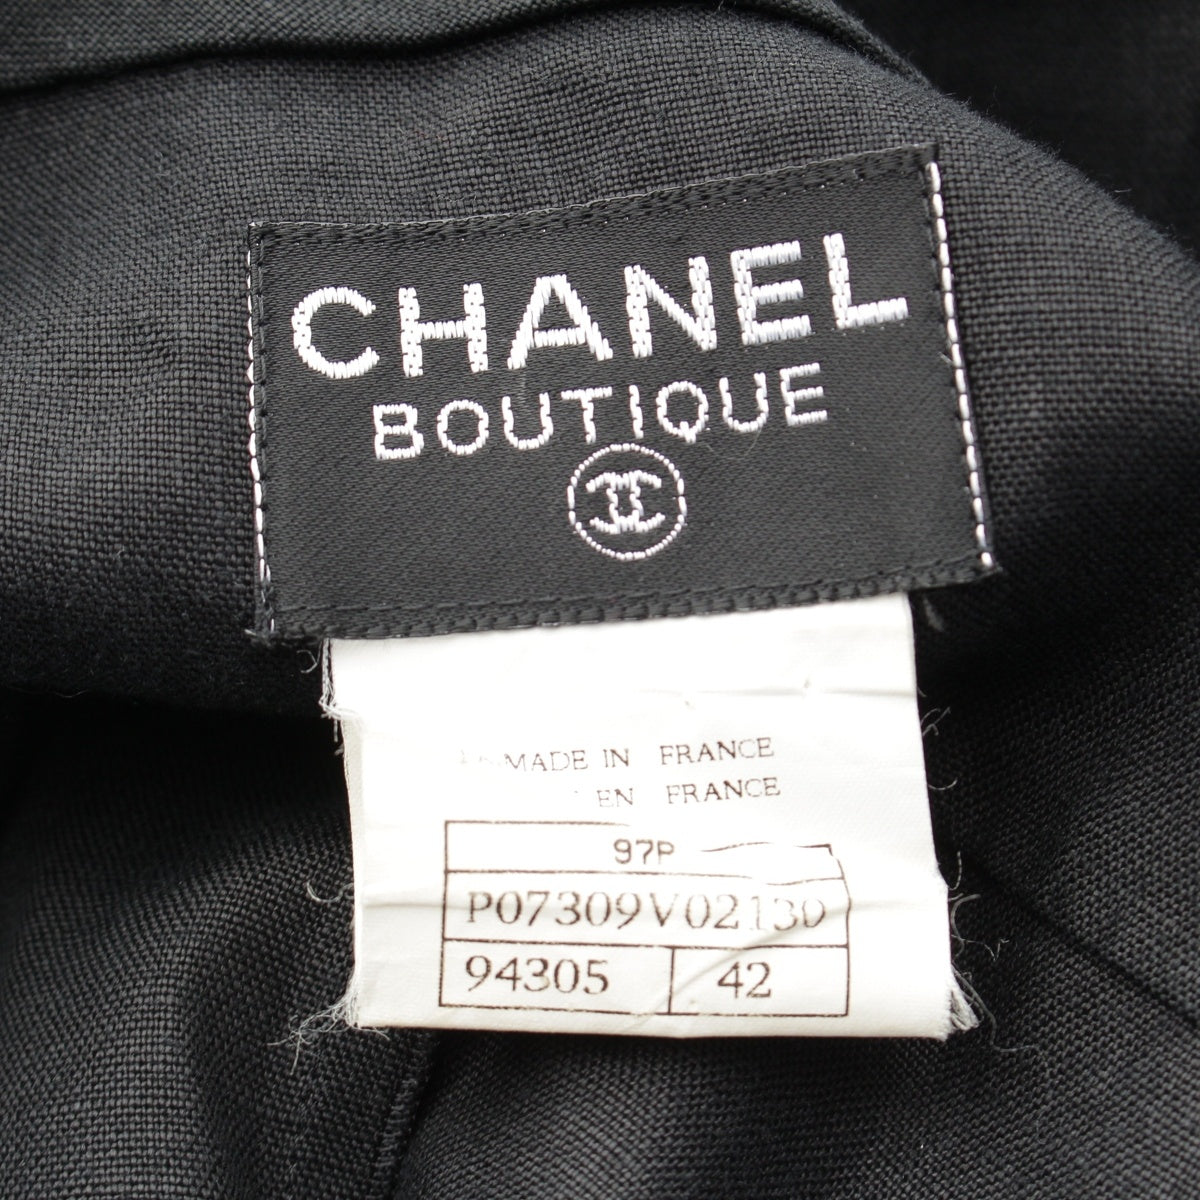 CHANEL
BOUTIQUE
MADE IN FRANCE
EN FRANCE
97P
P07309V02130
94305 42